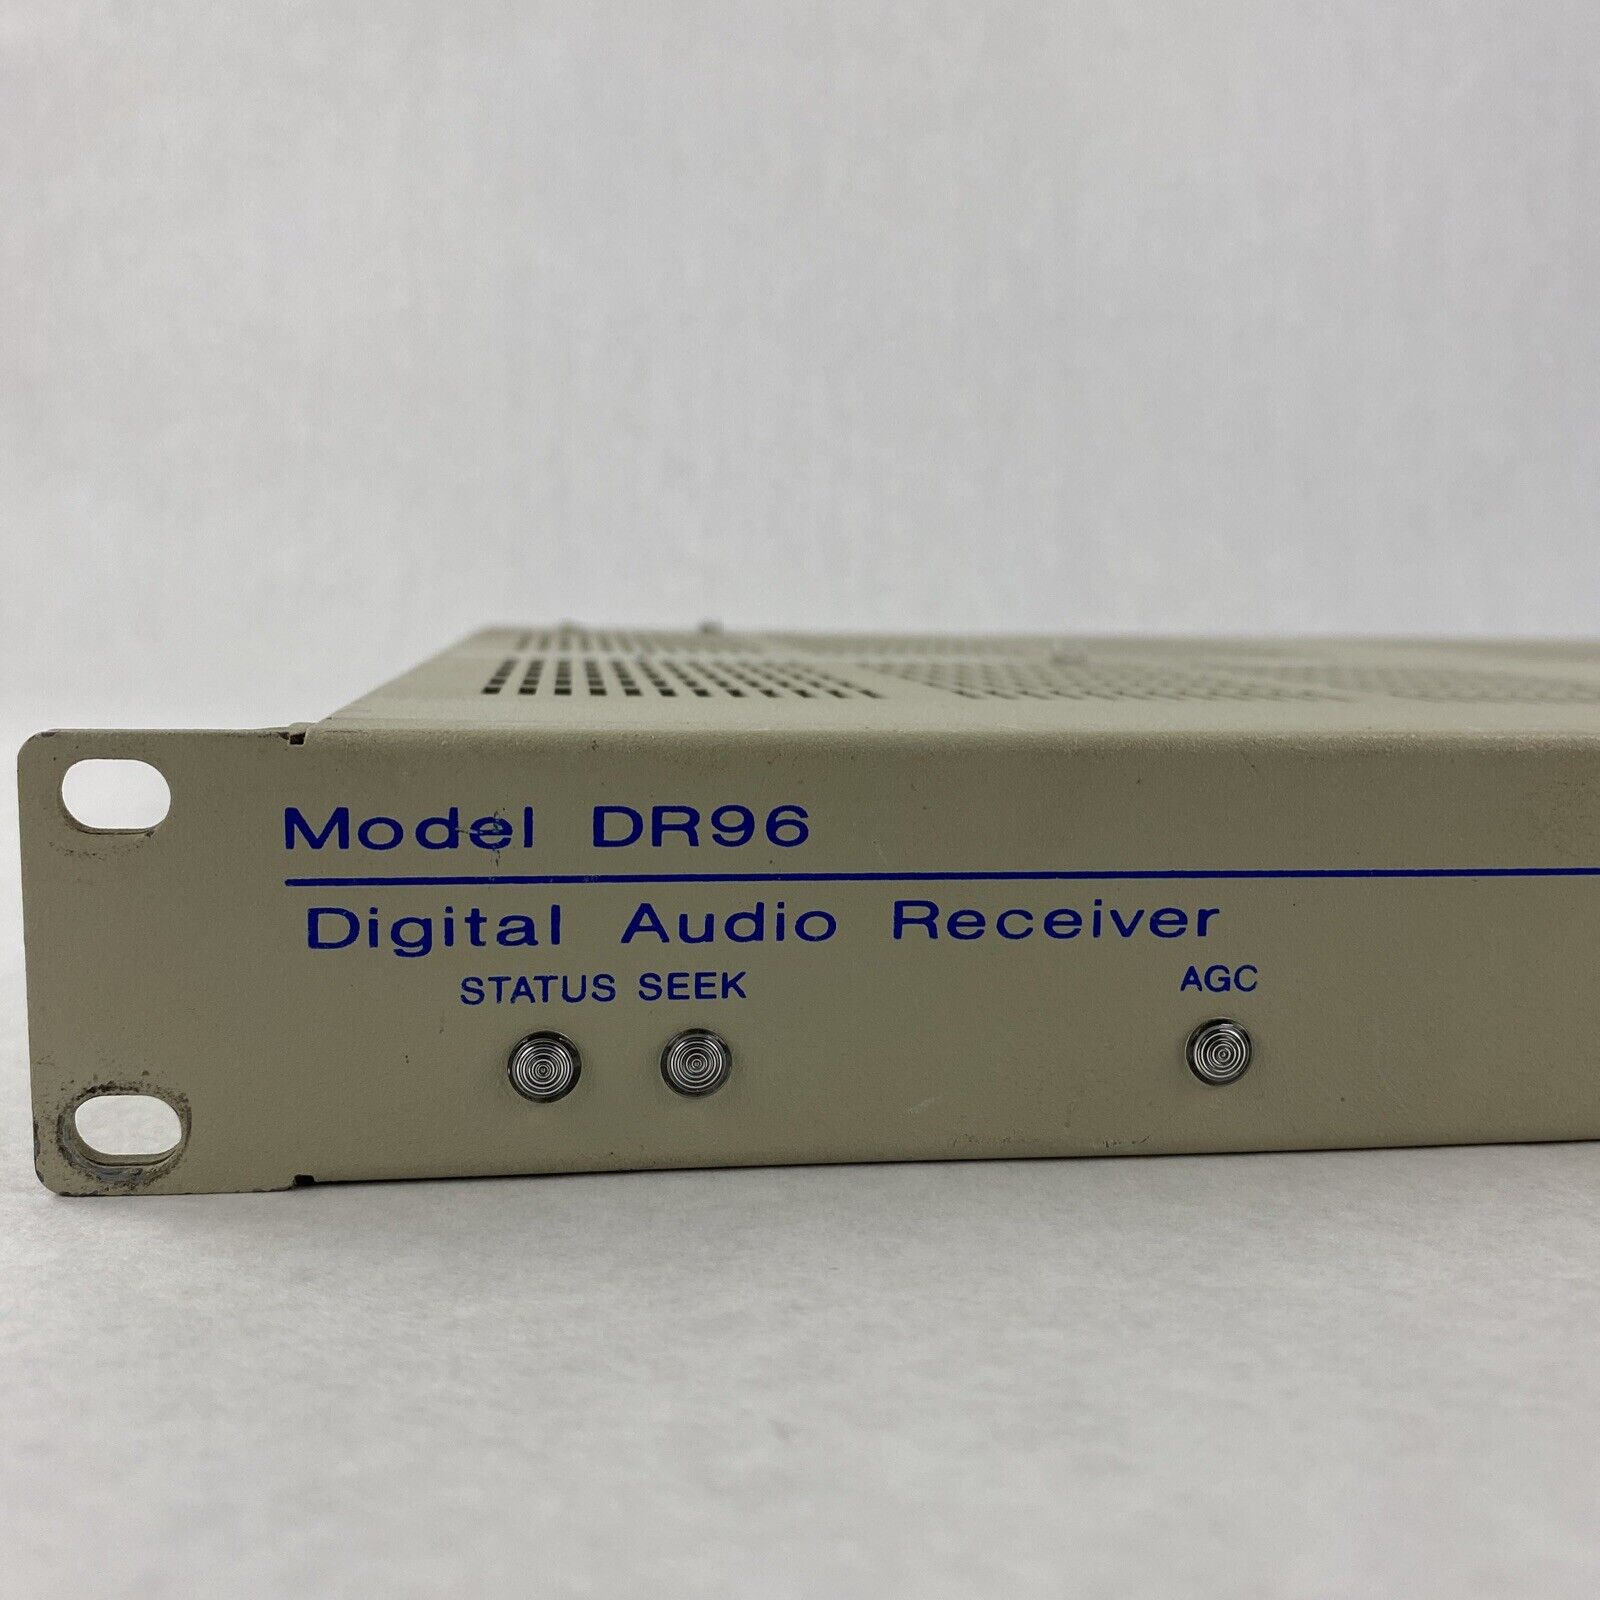 Model DR96
Digital Audio Receiver
STATUS SEEK AGC